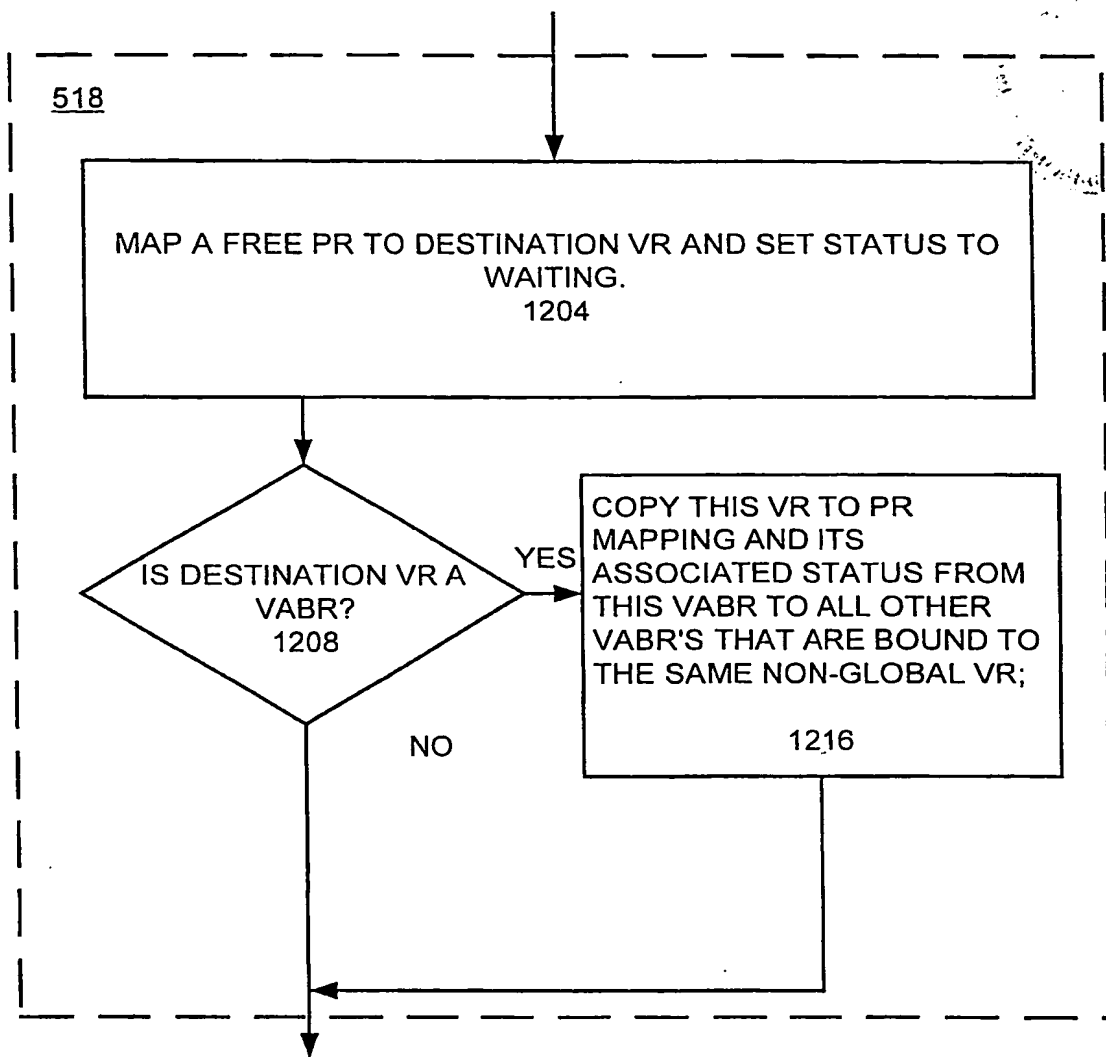 518
MAP A FREE PR TO DESTINATION VR AND SET STATUS TO
WAITING.
1204
IS DESTINATION VR A
VABR?
1208
YES
NO
COPY THIS VR TO PR
MAPPING AND ITS
ASSOCIATED STATUS FROM
THIS VABR TO ALL OTHER
VABR'S THAT ARE BOUND TO
THE SAME NON-GLOBAL VR;
1216